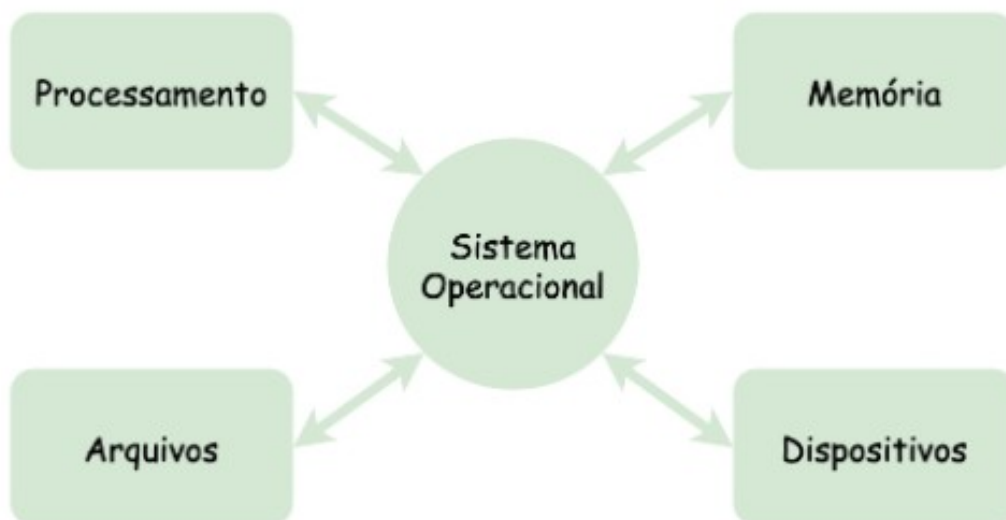 Processamento
Memória
Sistema
Operacional
Arquivos
Dispositivos